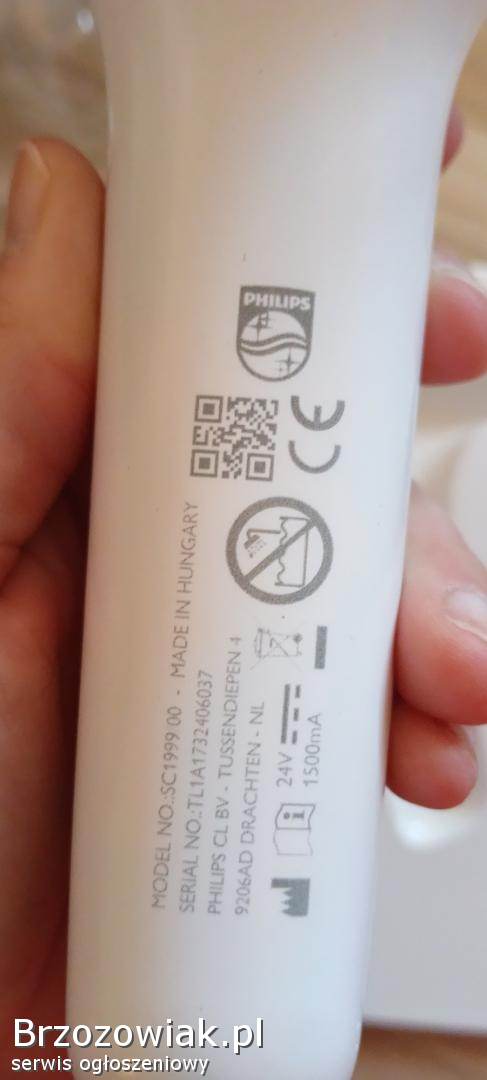 PHILIPS
CE
MODEL NO.:SC1999/00 - MADE IN HUNGARY
SERIAL NO.:TL1A1732406037
PHILIPS CL BV - TUSSENDIEPEN 4
9206AD DRACHTEN - NL
24V
1500mA
Brzozowiak.pl
serwis ogłoszeniowy